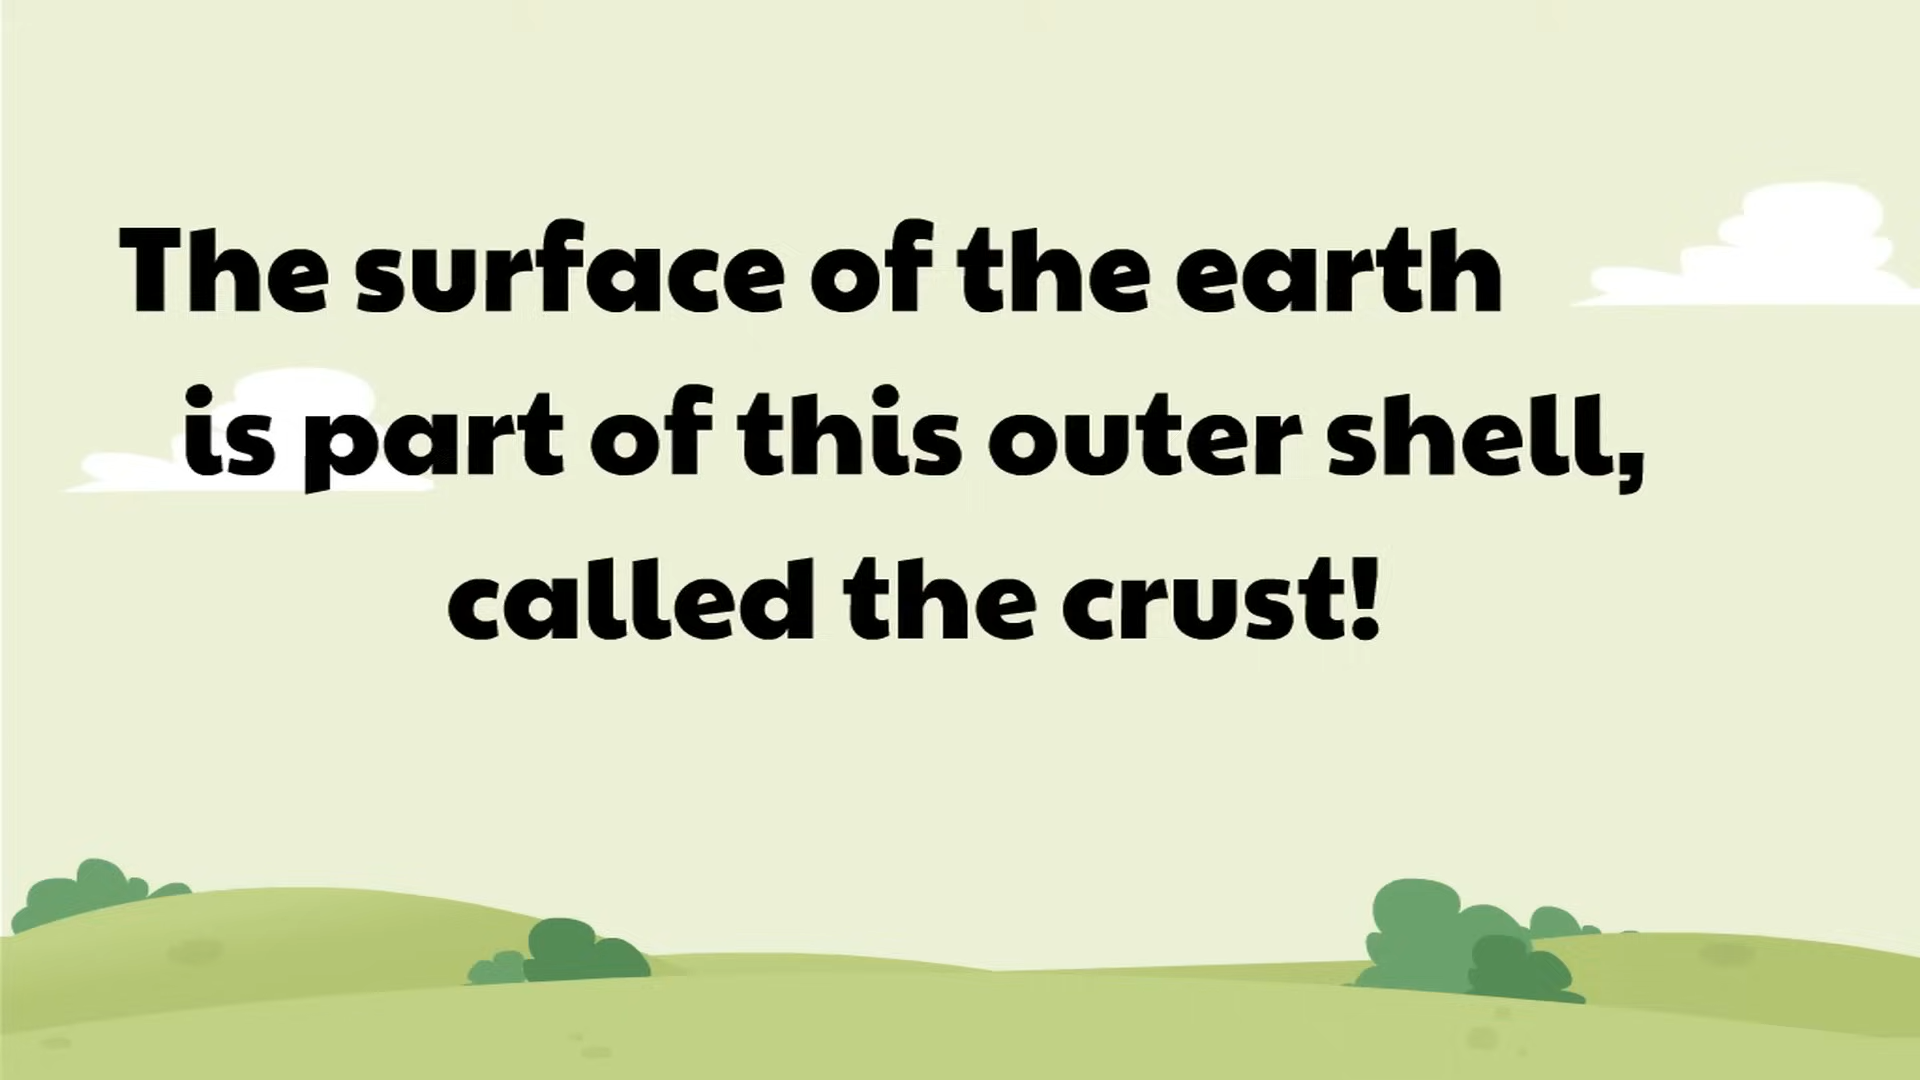 The surface of the earth
is part of this outer shell,
called the crust!